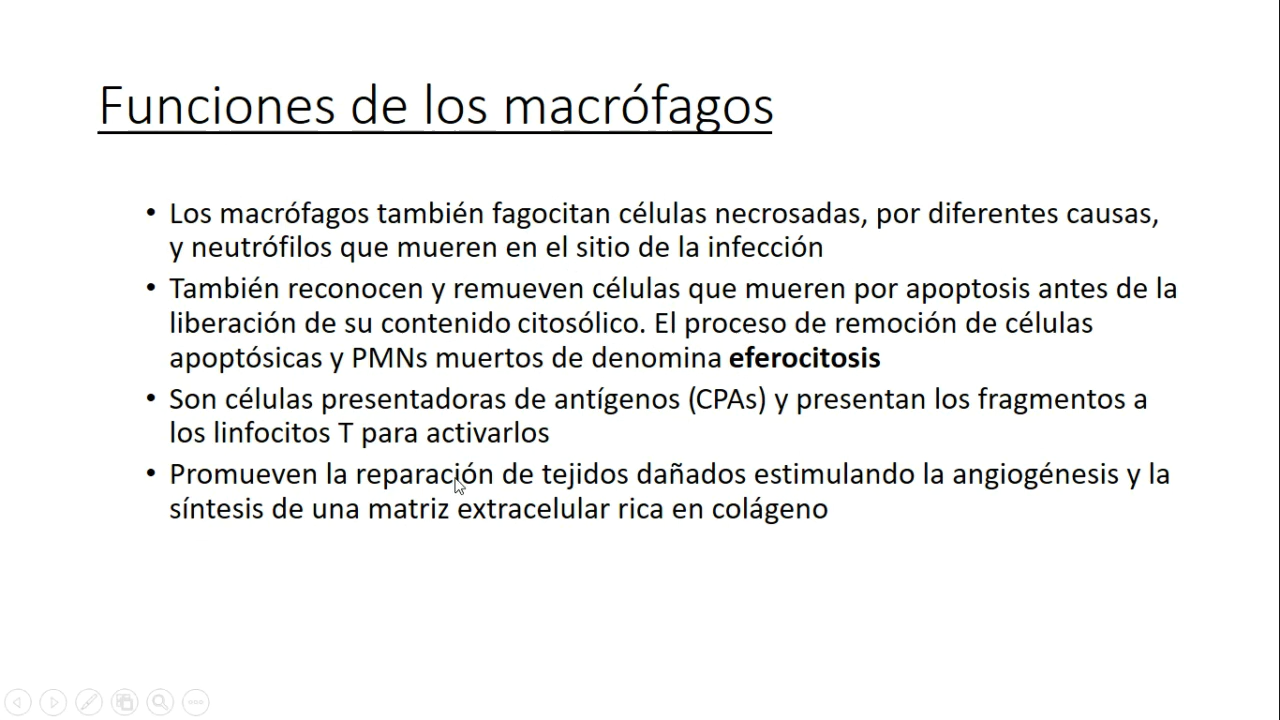 Funciones de los macrófagos
• Los macrófagos también fagocitan células necrosadas, por diferentes causas,
y neutrófilos que mueren en el sitio de la infección
• También reconocen y remueven células que mueren por apoptosis antes de la
liberación de su contenido citosólico. El proceso de remoción de células
apoptósicas y PMNs muertos de denomina eferocitosis
• Son células presentadoras de antígenos (CPAs) y presentan los fragmentos a
los linfocitos T para activarlos
• Promueven la reparación de tejidos dañados estimulando la angiogénesis y la
síntesis de una matriz extracelular rica en colágeno